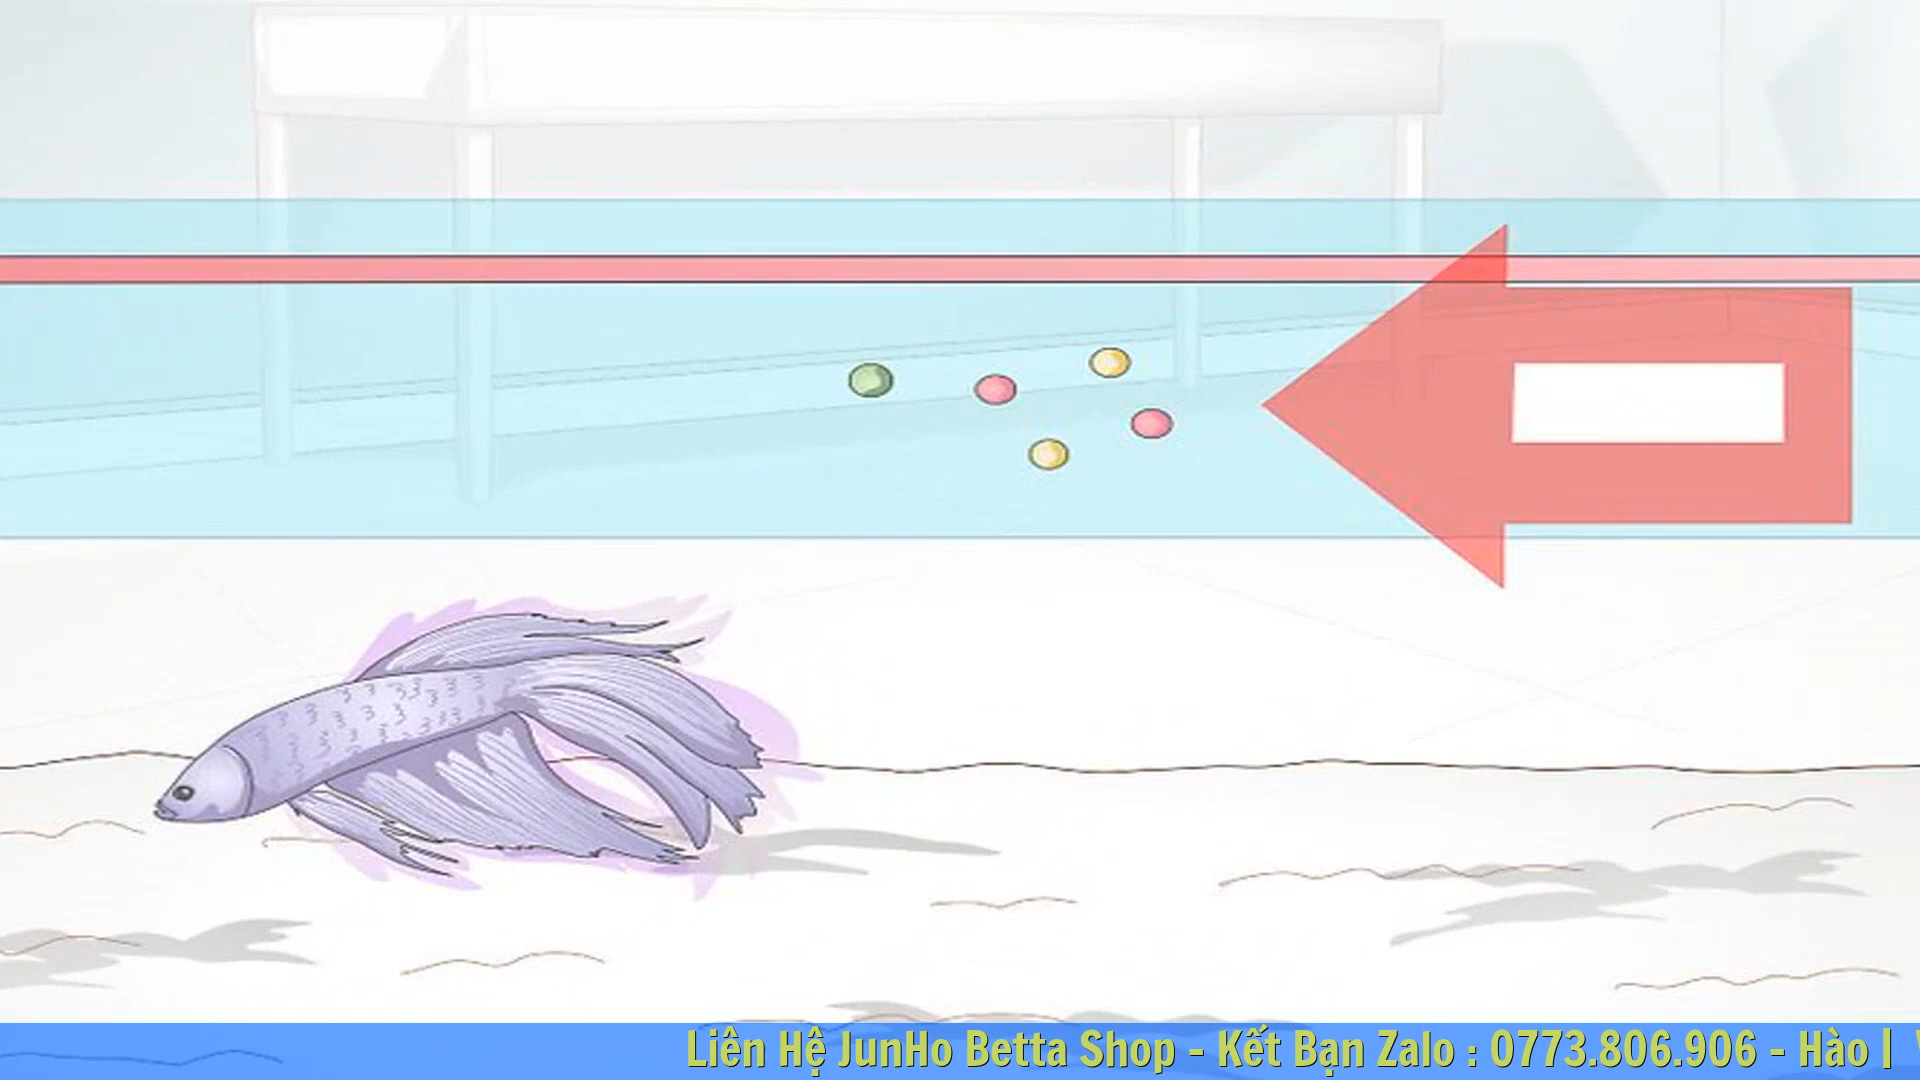 Liên Hệ JunHo Betta Shop - Kết Bạn Zalo : 0773.806.906 - Hào |